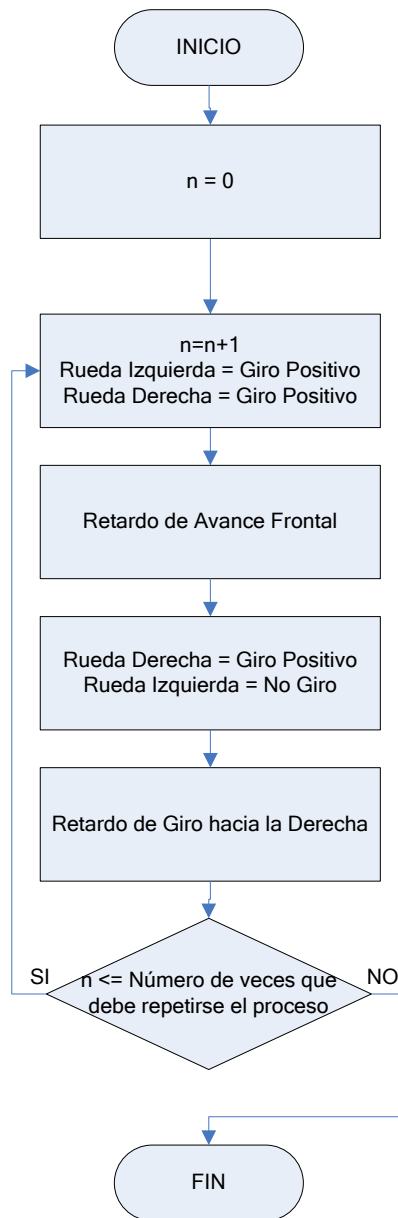 INICIO
n = 0
n=n+1
Rueda Izquierda = Giro Positivo
Rueda Derecha = Giro Positivo
Retardo de Avance Frontal
Rueda Derecha = Giro Positivo
Rueda Izquierda = No Giro
Retardo de Giro hacia la Derecha
SI
n <= Número de veces que
debe repetirse el proceso
NO
FIN